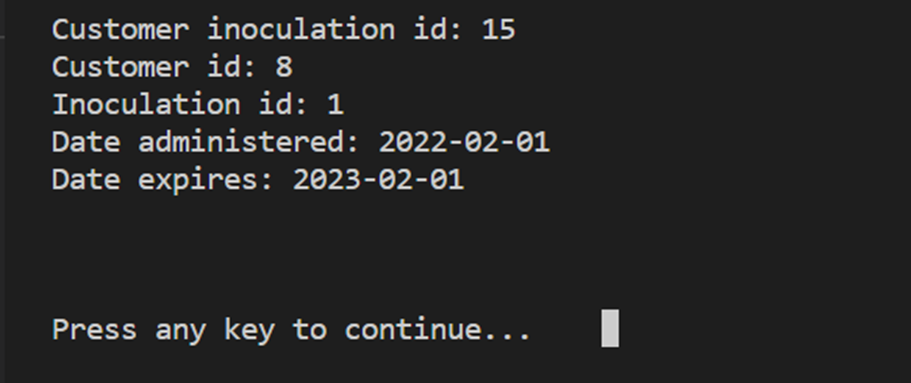 Customer inoculation id: 15
Customer id: 8
Inoculation id: 1
Date administered: 2022-02-01
Date expires: 2023-02-01
Press any key to continue...